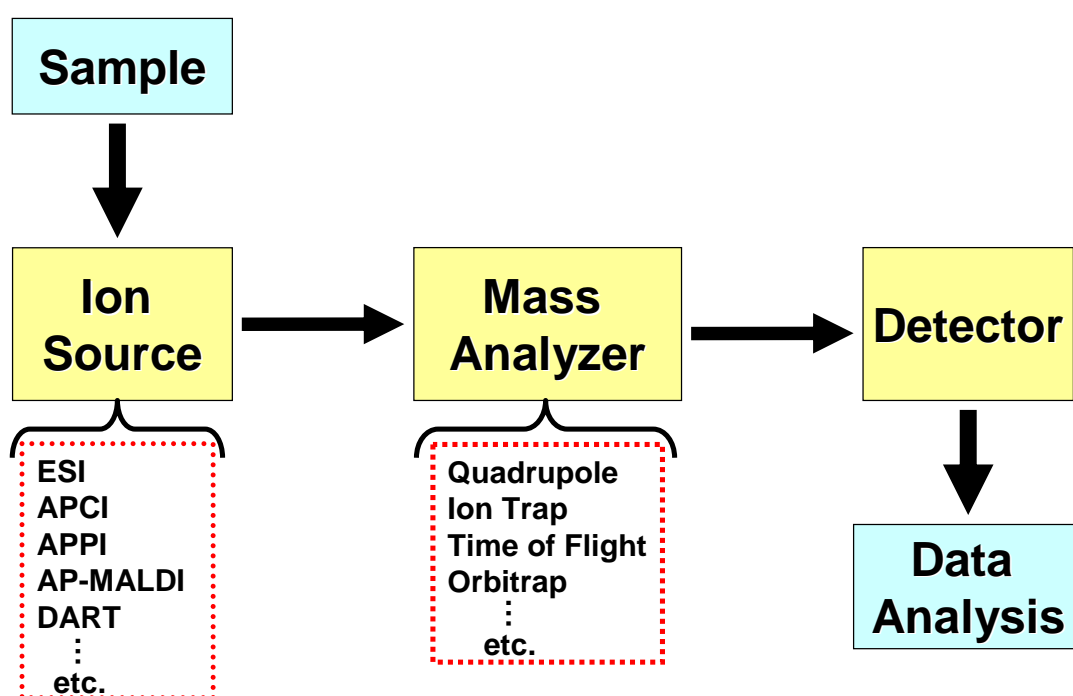 Sample
Ion
Source
Mass
Analyzer
Detector
ESI
APCI
APPI
AP-MALDI
DART
⋮
etc.
Quadrupole
Ion Trap
Time of Flight
Orbitrap
⋮
etc.
Data
Analysis